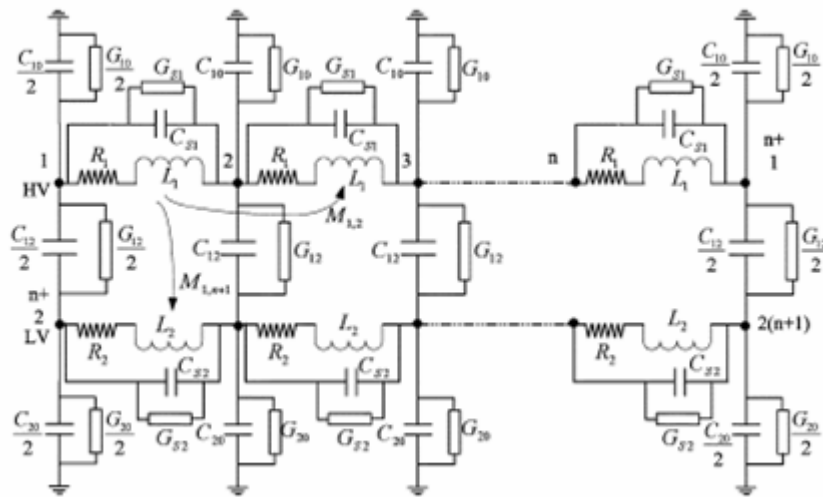 C10/2 G10/2 C10 G10 C10 G10 C10/2 G10/2
GS1 GS1 GS1
CS1 CS1 CS1
1 R1 L1 2 R1 L1 3 n R1 L1 n+1
HV
M1,2
C12/2 G12/2 C12 G12 C12 G12 C12/2 G12/2
M1,n+1
n+2
LV
R2 L2 R2 L2 R2 L2 2(n+1)
CS2 CS2 CS2
GS2 GS2 GS2
C20/2 G20/2 C20 G20 C20 G20 C20/2 G20/2